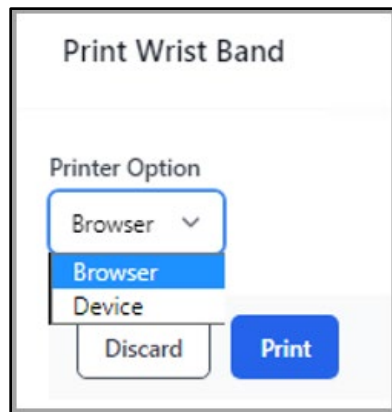 Print Wrist Band
Printer Option
Browser
Browser
Device
Discard Print